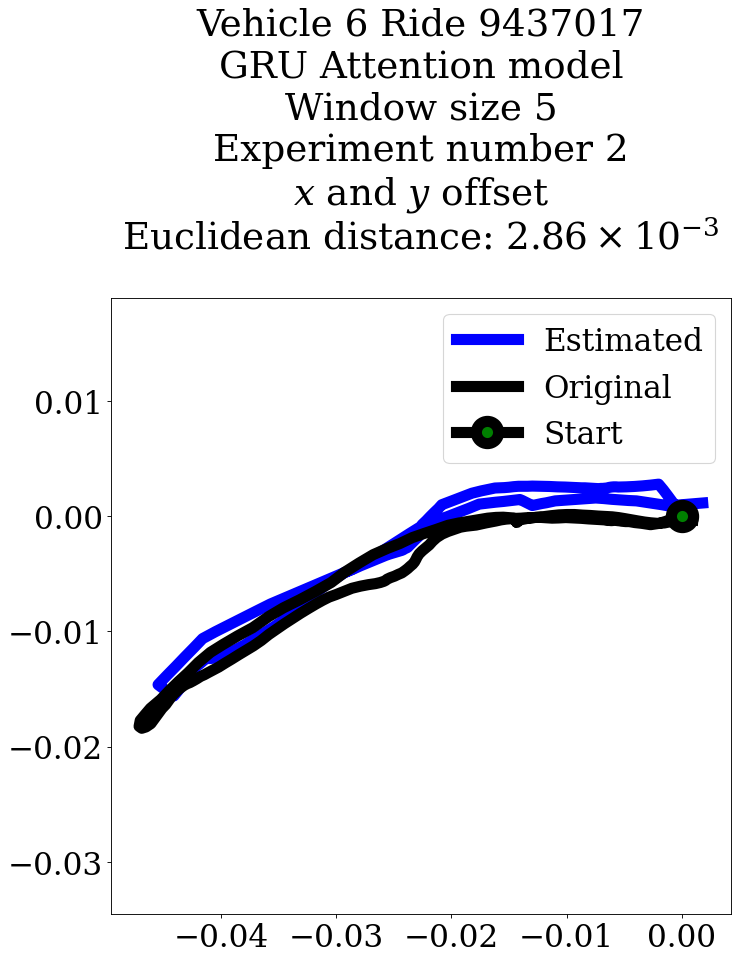 Vehicle 6 Ride 9437017
GRU Attention model
Window size 5
Experiment number 2
x and y offset
Euclidean distance: 2.86 × 10⁻³
Estimated
Original
Start
0.01
0.00
−0.01
−0.02
−0.03
−0.04 −0.03 −0.02 −0.01 0.00